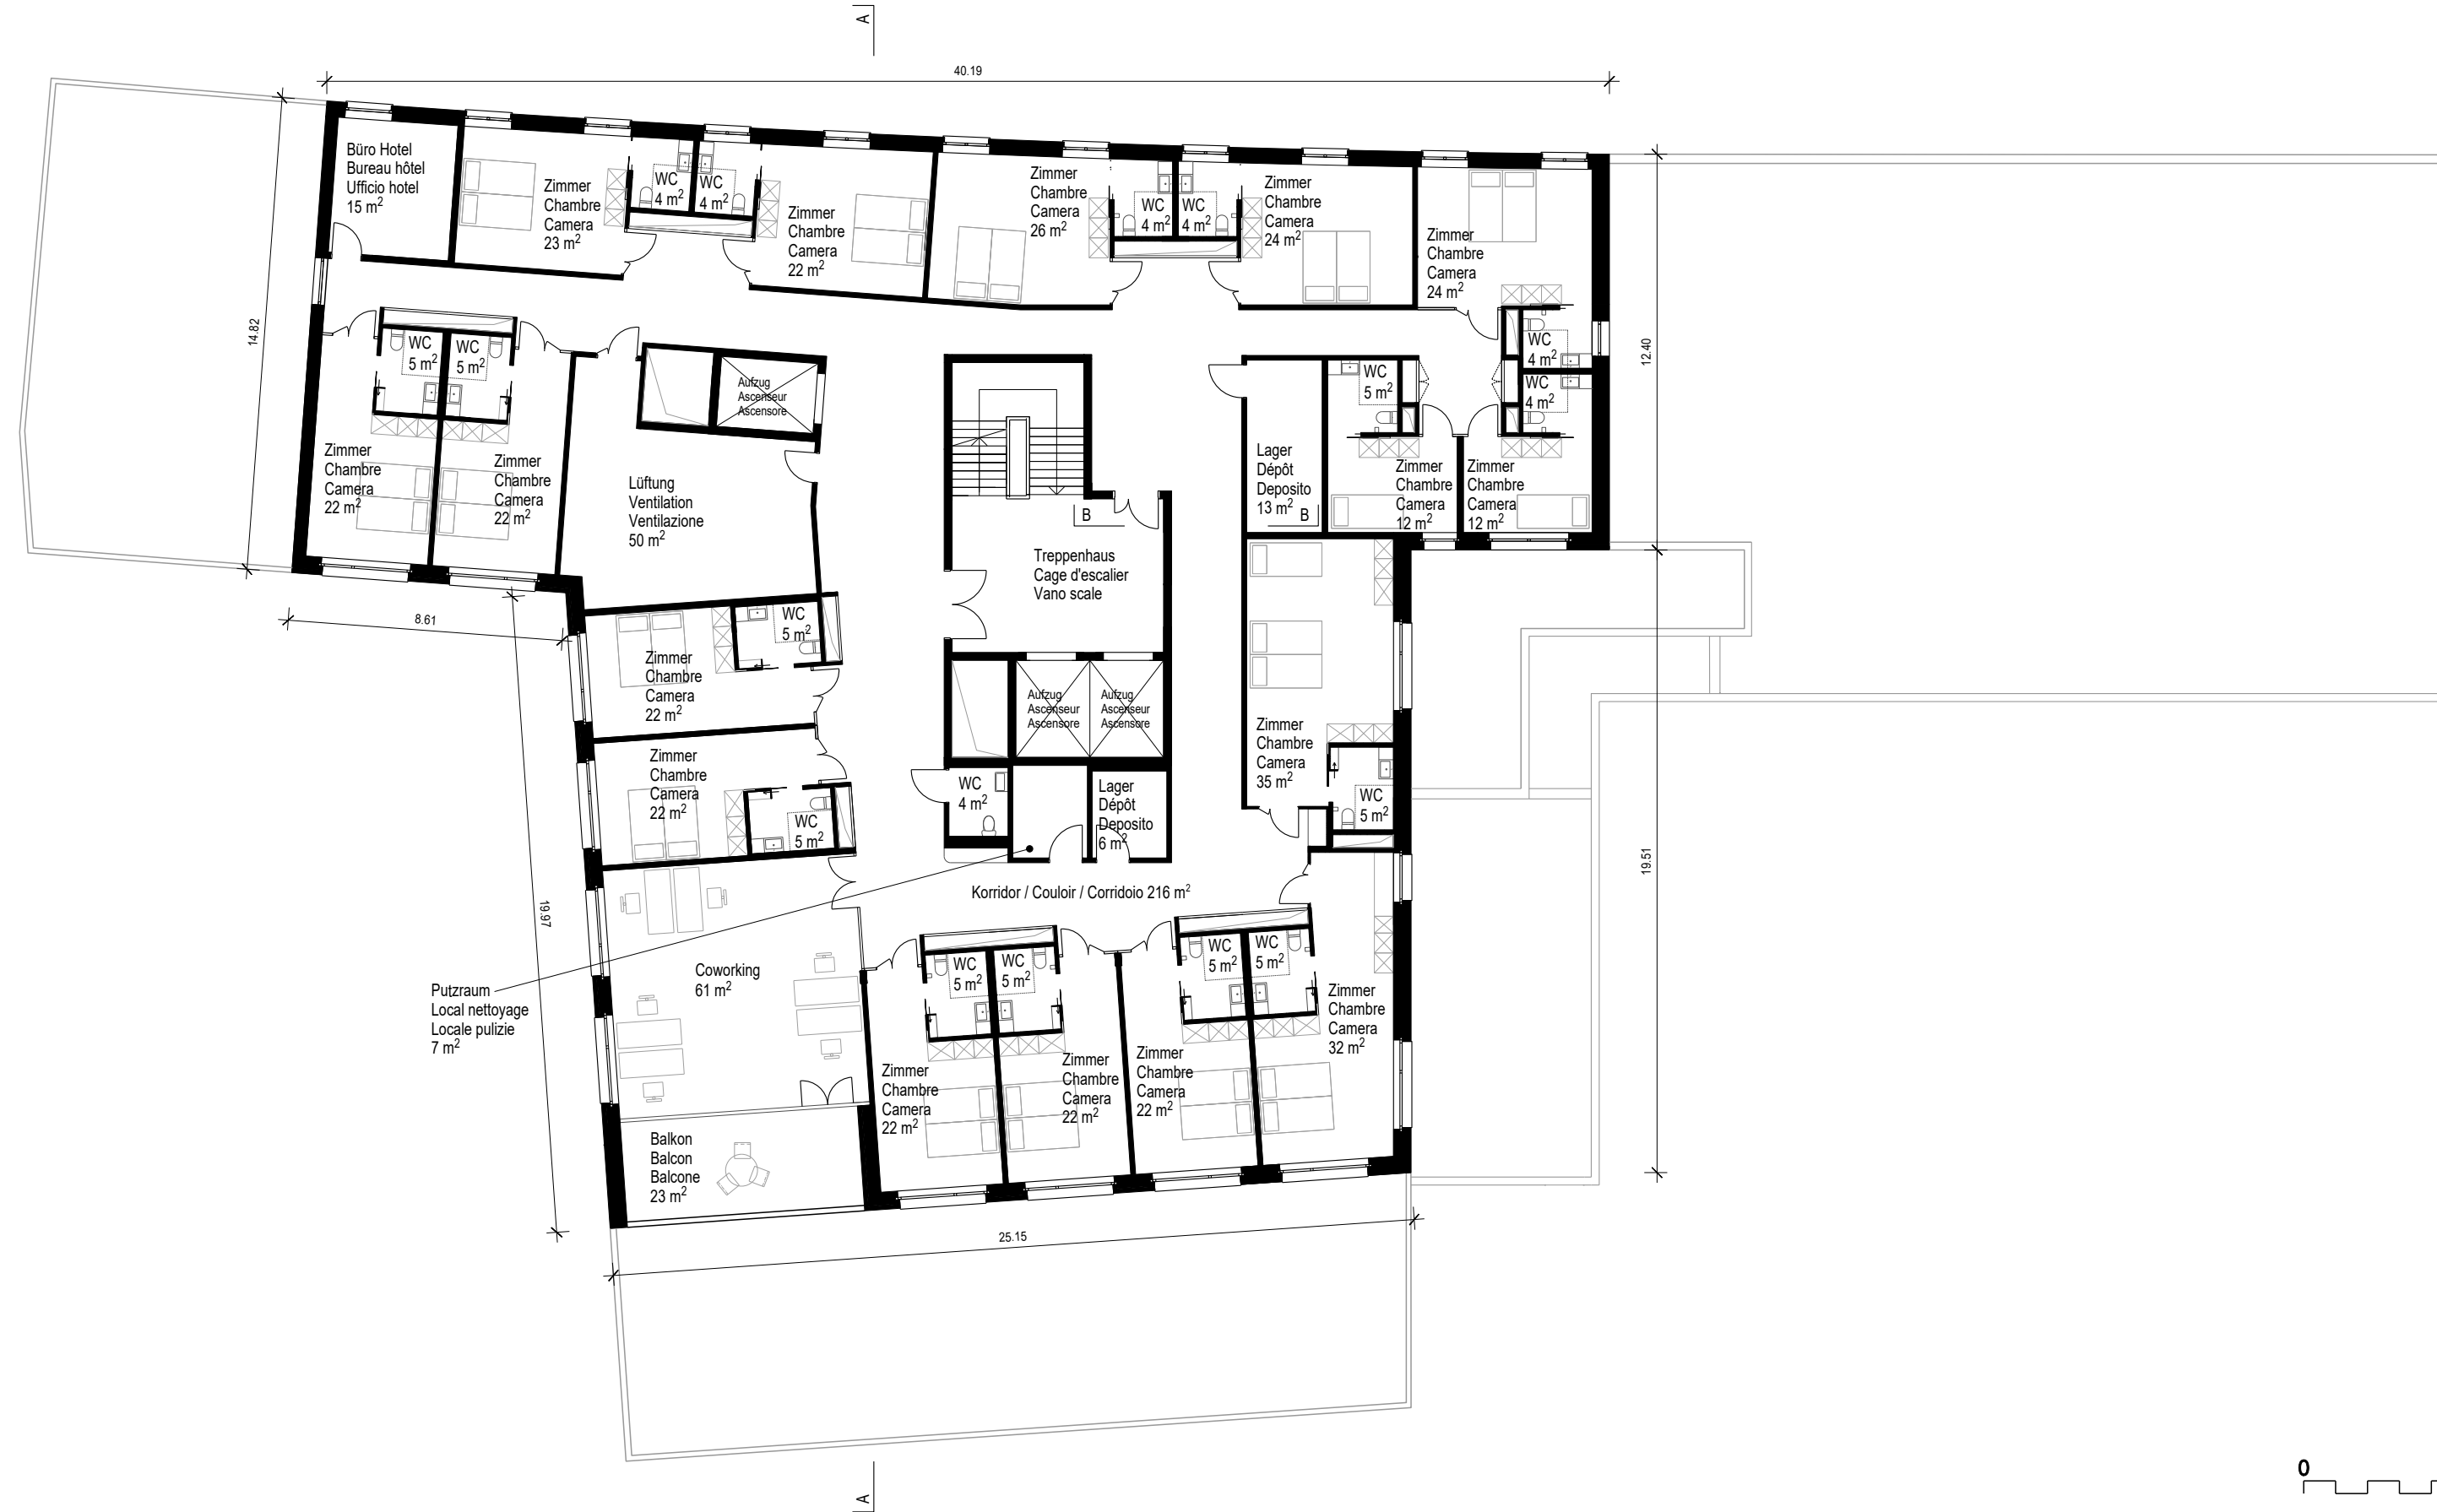 A
40.19
Büro Hotel
Bureau hôtel
Ufficio hotel
15 m²
Zimmer
Chambre
Camera
23 m²
WC
4 m²
WC
4 m²
Zimmer
Chambre
Camera
22 m²
Zimmer
Chambre
Camera
26 m²
WC
4 m²
WC
4 m²
Zimmer
Chambre
Camera
24 m²
Zimmer
Chambre
Camera
24 m²
14.82
12.40
WC
5 m²
WC
5 m²
Aufzug
Ascenseur
Ascensore
WC
5 m²
WC
4 m²
WC
4 m²
Zimmer
Chambre
Camera
22 m²
Zimmer
Chambre
Camera
22 m²
Lüftung
Ventilation
Ventilazione
50 m²
Lager
Dépôt
Deposito
13 m²
B
B
Zimmer
Chambre
Camera
12 m²
Zimmer
Chambre
Camera
12 m²
Treppenhaus
Cage d'escalier
Vano scale
8.61
WC
5 m²
Zimmer
Chambre
Camera
22 m²
Aufzug
Ascenseur
Ascensore
Aufzug
Ascenseur
Ascensore
Zimmer
Chambre
Camera
35 m²
WC
5 m²
Zimmer
Chambre
Camera
22 m²
WC
5 m²
WC
4 m²
Lager
Dépôt
Deposito
6 m²
19.51
19.97
Korridor / Couloir / Corridoio 216 m²
Coworking
61 m²
Putzraum
Local nettoyage
Locale pulizie
7 m²
WC
5 m²
WC
5 m²
WC
5 m²
WC
5 m²
Zimmer
Chambre
Camera
32 m²
Zimmer
Chambre
Camera
22 m²
Zimmer
Chambre
Camera
22 m²
Zimmer
Chambre
Camera
22 m²
Balkon
Balcon
Balcone
23 m²
25.15
0
A